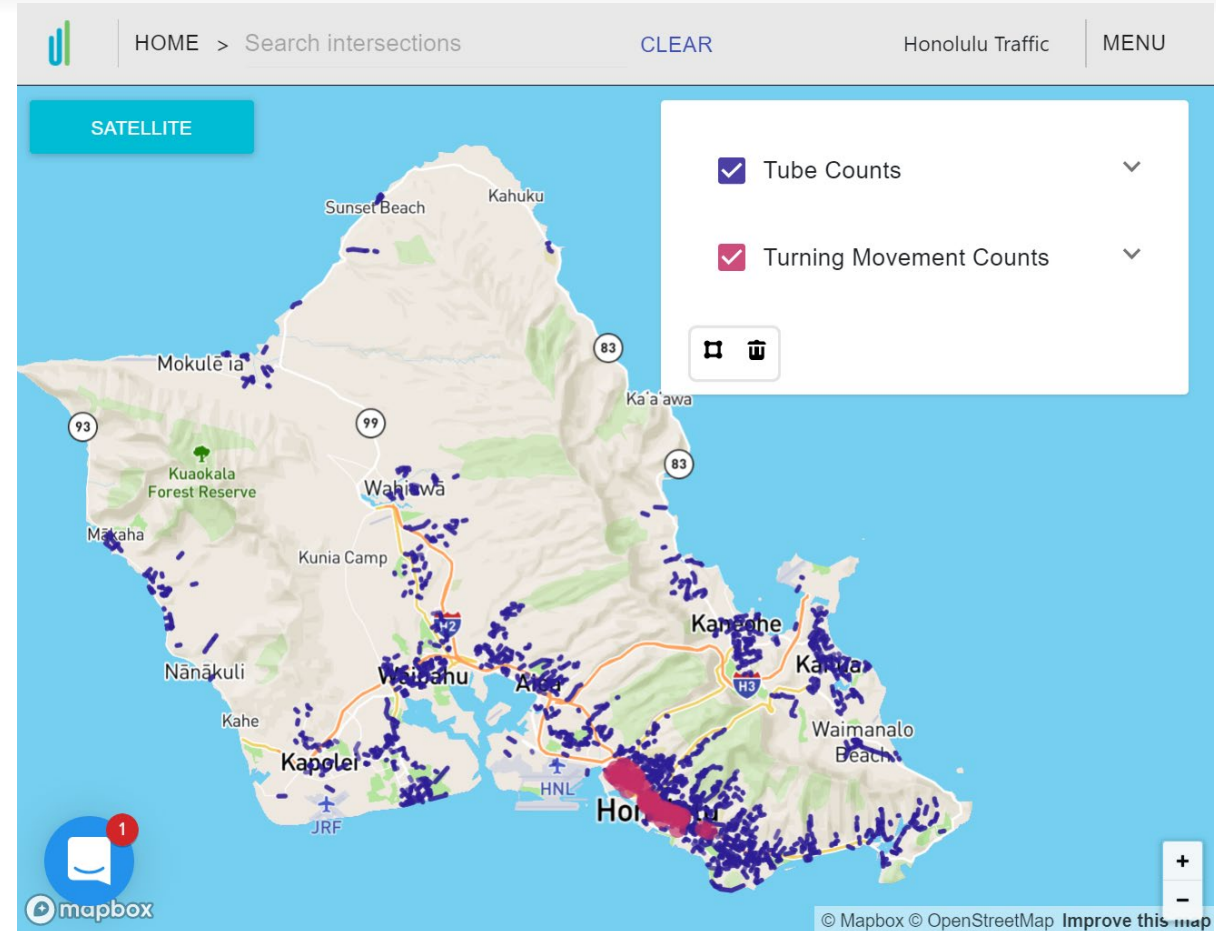 HOME > Search intersections CLEAR Honolulu Traffic MENU
SATELLITE
Tube Counts
Turning Movement Counts
Sunset Beach
Kahuku
83
Mokulē ia
Ka a awa
93
99
83
Kuaokala
Forest Reserve
Wahiawā
Mākaha
Kunia Camp
H2
Kaneohe
Nānākuli
Waipahu
Aiea
H3
Kailua
Kahe
Waimanalo
Beach
Kapolei
HNL
Honolulu
JRF
1
mapbox
+
−
© Mapbox © OpenStreetMap Improve this map